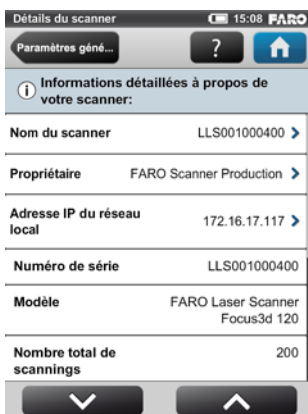 Détails du scanner 15:08 FARO
Paramètres géné... ?
i Informations détaillées à propos de
votre scanner:
Nom du scanner LLS001000400
Propriétaire FARO Scanner Production
Adresse IP du réseau
local 172.16.17.117
Numéro de série LLS001000400
Modèle FARO Laser Scanner
Focus3d 120
Nombre total de 200
scannings